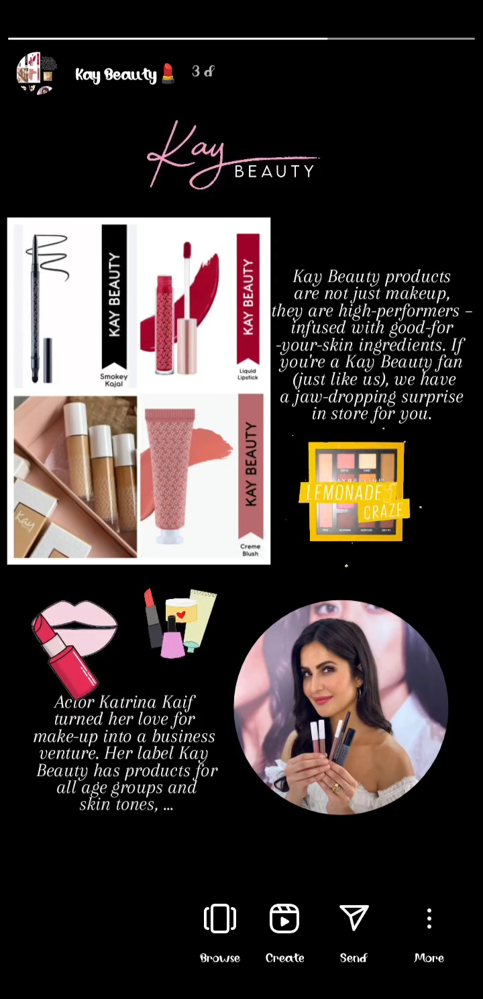 Kay Beauty💄 3 d
Kay
BEAUTY
KAY BEAUTY
Smokey
Kajal
KAY BEAUTY
Liquid
Lipstick
Kay Beauty products
are not just makeup,
they are high-performers –
infused with good-for
-your-skin ingredients. If
you're a Kay Beauty fan
(just like us), we have
a jaw-dropping surprise
in store for you.
Kay
KAY BEAUTY
Creme
Blush
MAYBELLINE
LEMONADE
CRAZE
Actor Katrina Kaif
turned her love for
make-up into a business
venture. Her label Kay
Beauty has products for
all age groups and
skin tones, ...
Browse Create Send More